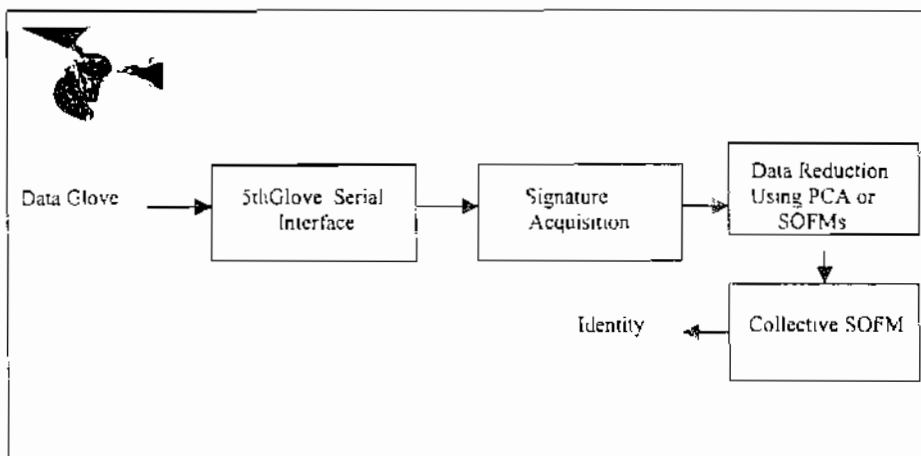 Data Glove
5thGlove Serial
Interface
Signature
Acquisition
Data Reduction
Using PCA or
SOFMs
Collective SOFM
Identity